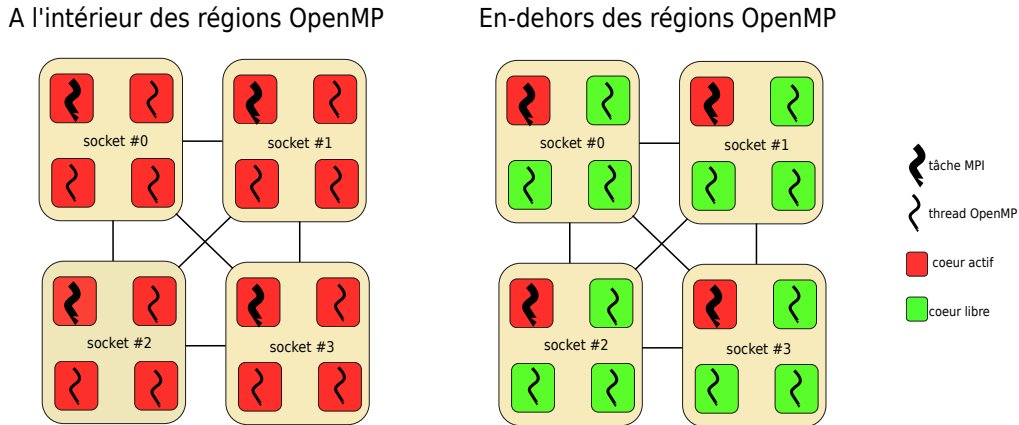 A l'intérieur des régions OpenMP
En-dehors des régions OpenMP
socket #0
socket #1
socket #2
socket #3
socket #0
socket #1
socket #2
socket #3
tâche MPI
thread OpenMP
coeur actif
coeur libre